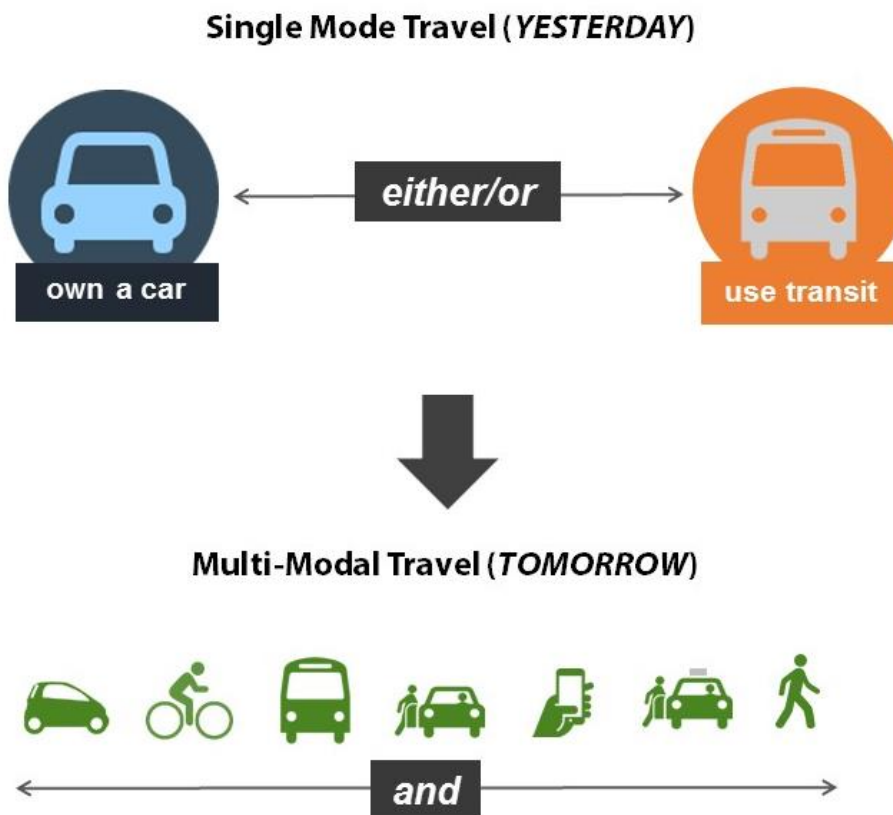 Single Mode Travel (YESTERDAY)
either/or
own a car
use transit
Multi-Modal Travel (TOMORROW)
and